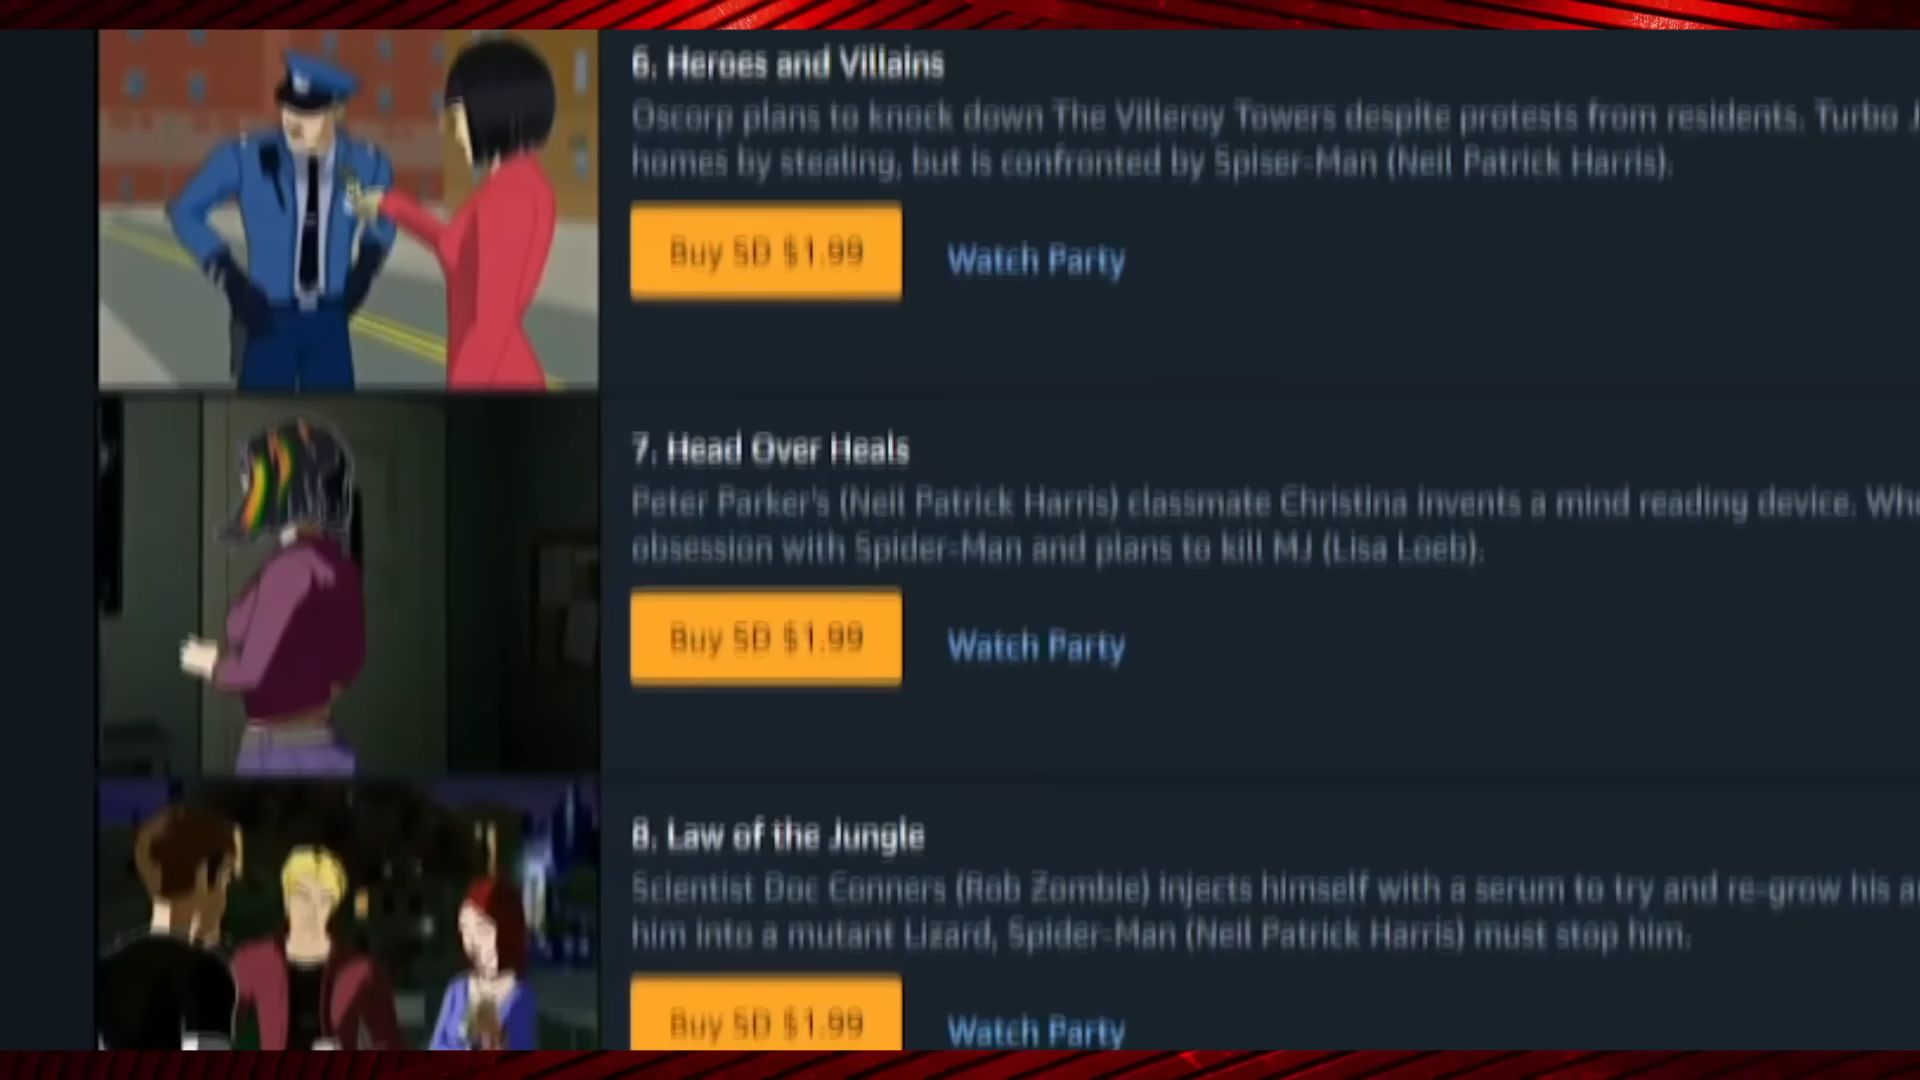 6. Heroes and Villains
Oscorp plans to knock down The Villeroy Towers despite protests from residents. Turbo J
homes by stealing, but is confronted by Spiser-Man (Neil Patrick Harris).
Buy SD $1.99
Watch Party
7. Head Over Heals
Peter Parker's (Neil Patrick Harris) classmate Christina invents a mind reading device. Whe
obsession with Spider-Man and plans to kill MJ (Lisa Loeb).
Buy SD $1.99
Watch Party
8. Law of the Jungle
Scientist Doc Conners (Rob Zombie) injects himself with a serum to try and re-grow his a
him into a mutant Lizard, Spider-Man (Neil Patrick Harris) must stop him.
Buy SD $1.99
Watch Party